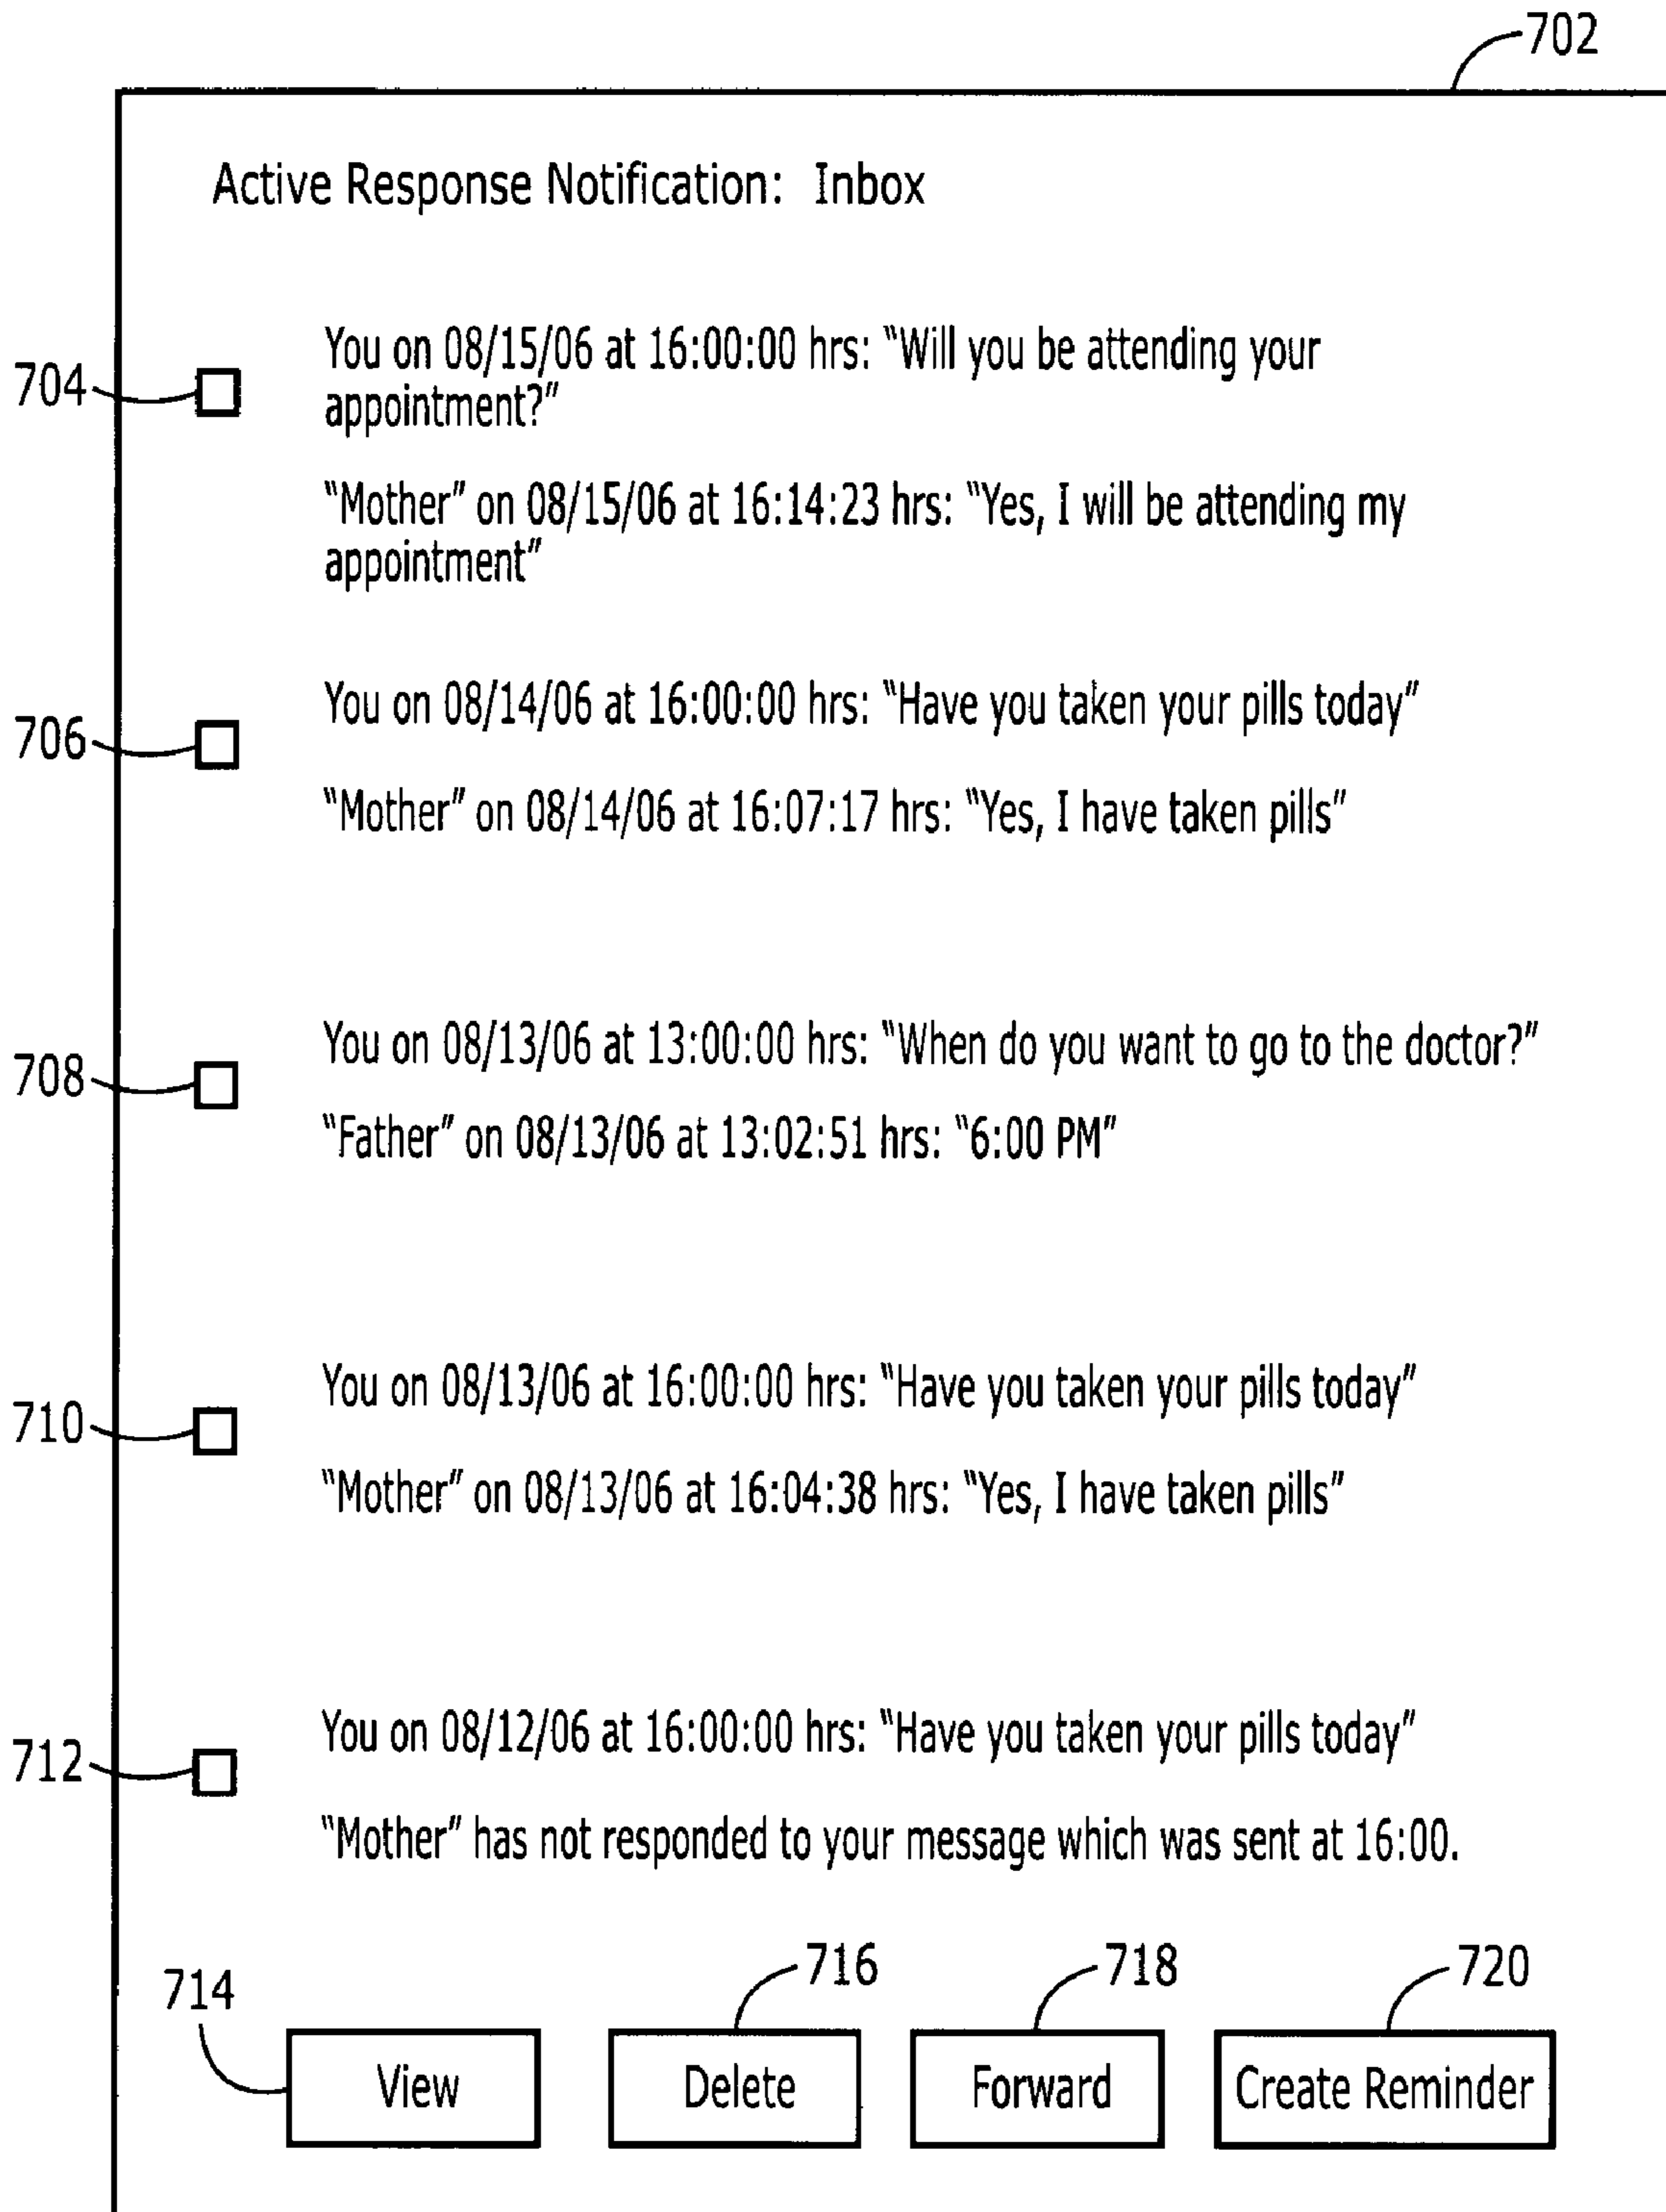 702
Active Response Notification: Inbox
You on 08/15/06 at 16:00:00 hrs: “Will you be attending your
appointment?”
704
“Mother” on 08/15/06 at 16:14:23 hrs: “Yes, I will be attending my
appointment”
You on 08/14/06 at 16:00:00 hrs: “Have you taken your pills today”
706
“Mother” on 08/14/06 at 16:07:17 hrs: “Yes, I have taken pills”
You on 08/13/06 at 13:00:00 hrs: “When do you want to go to the doctor?”
708
“Father” on 08/13/06 at 13:02:51 hrs: “6:00 PM”
You on 08/13/06 at 16:00:00 hrs: “Have you taken your pills today”
710
“Mother” on 08/13/06 at 16:04:38 hrs: “Yes, I have taken pills”
You on 08/12/06 at 16:00:00 hrs: “Have you taken your pills today”
712
“Mother” has not responded to your message which was sent at 16:00.
714 716 718 720
View Delete Forward Create Reminder